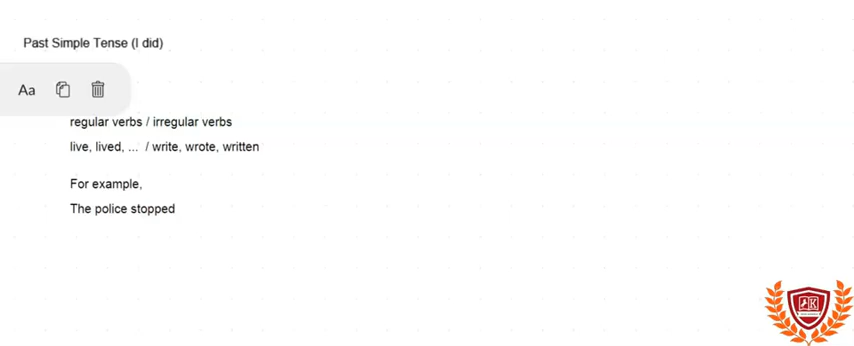 Past Simple Tense (I did)
Aa
regular verbs / irregular verbs
live, lived, ... / write, wrote, written
For example,
The police stopped